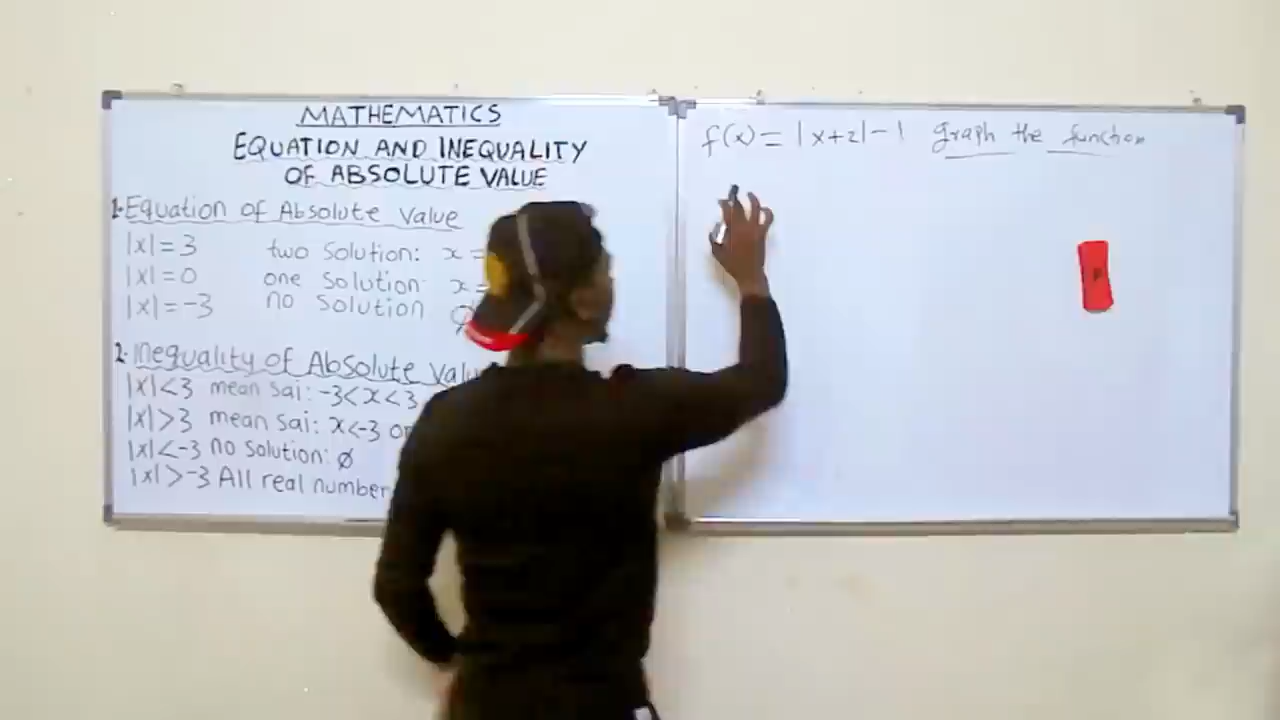 MATHEMATICS
EQUATION AND INEQUALITY
OF ABSOLUTE VALUE
1. Equation of Absolute Value
|x| = 3 two solution: x =
|x| = 0 one solution x =
|x| = -3 no solution Ø
2. Inequality of Absolute Valu
|x| < 3 mean sai: -3 < x < 3
|x| > 3 mean sai: x < -3 or
|x| < -3 no solution: Ø
|x| > -3 All real number
f(x) = |x+2| - 1 graph the function